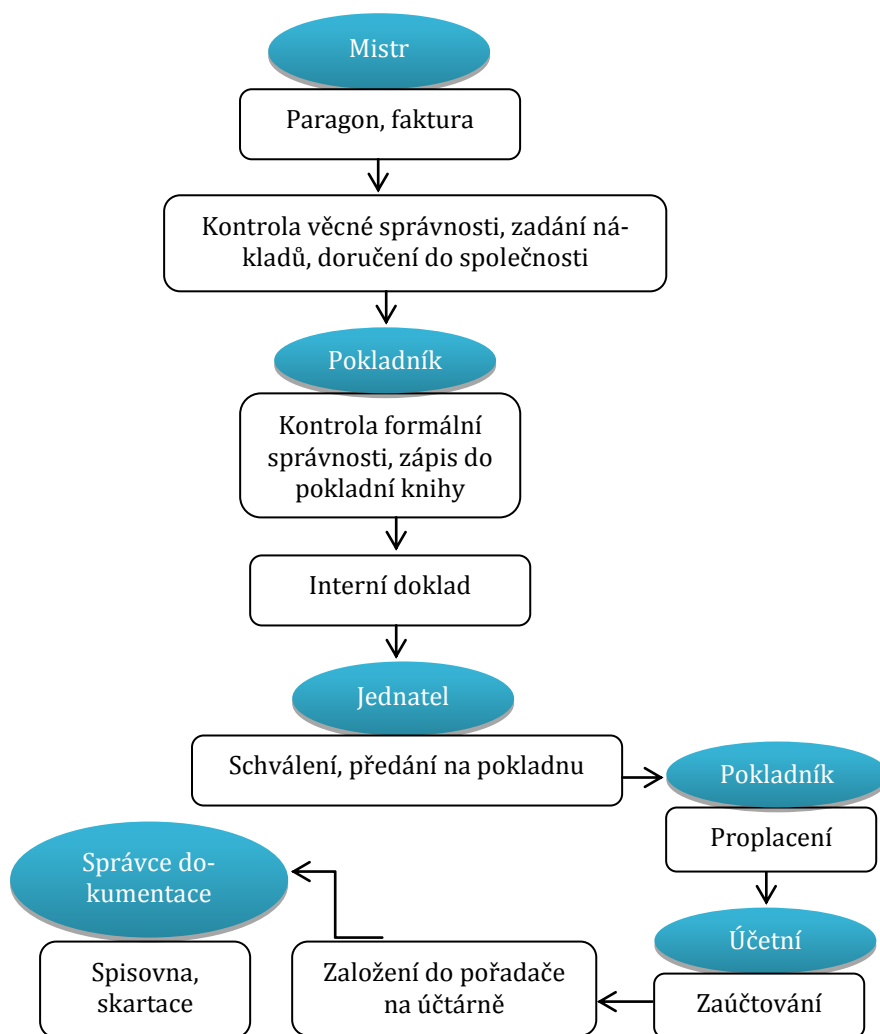 Mistr
Paragon, faktura
Kontrola věcné správnosti, zadání ná-
kladů, doručení do společnosti
Pokladník
Kontrola formální
správnosti, zápis do
pokladní knihy
Interní doklad
Jednatel
Schválení, předání na pokladnu
Pokladník
Proplacení
Účetní
Zaúčtování
Založení do pořadače
na účtárně
Správce do-
kumentace
Spisovna,
skartace